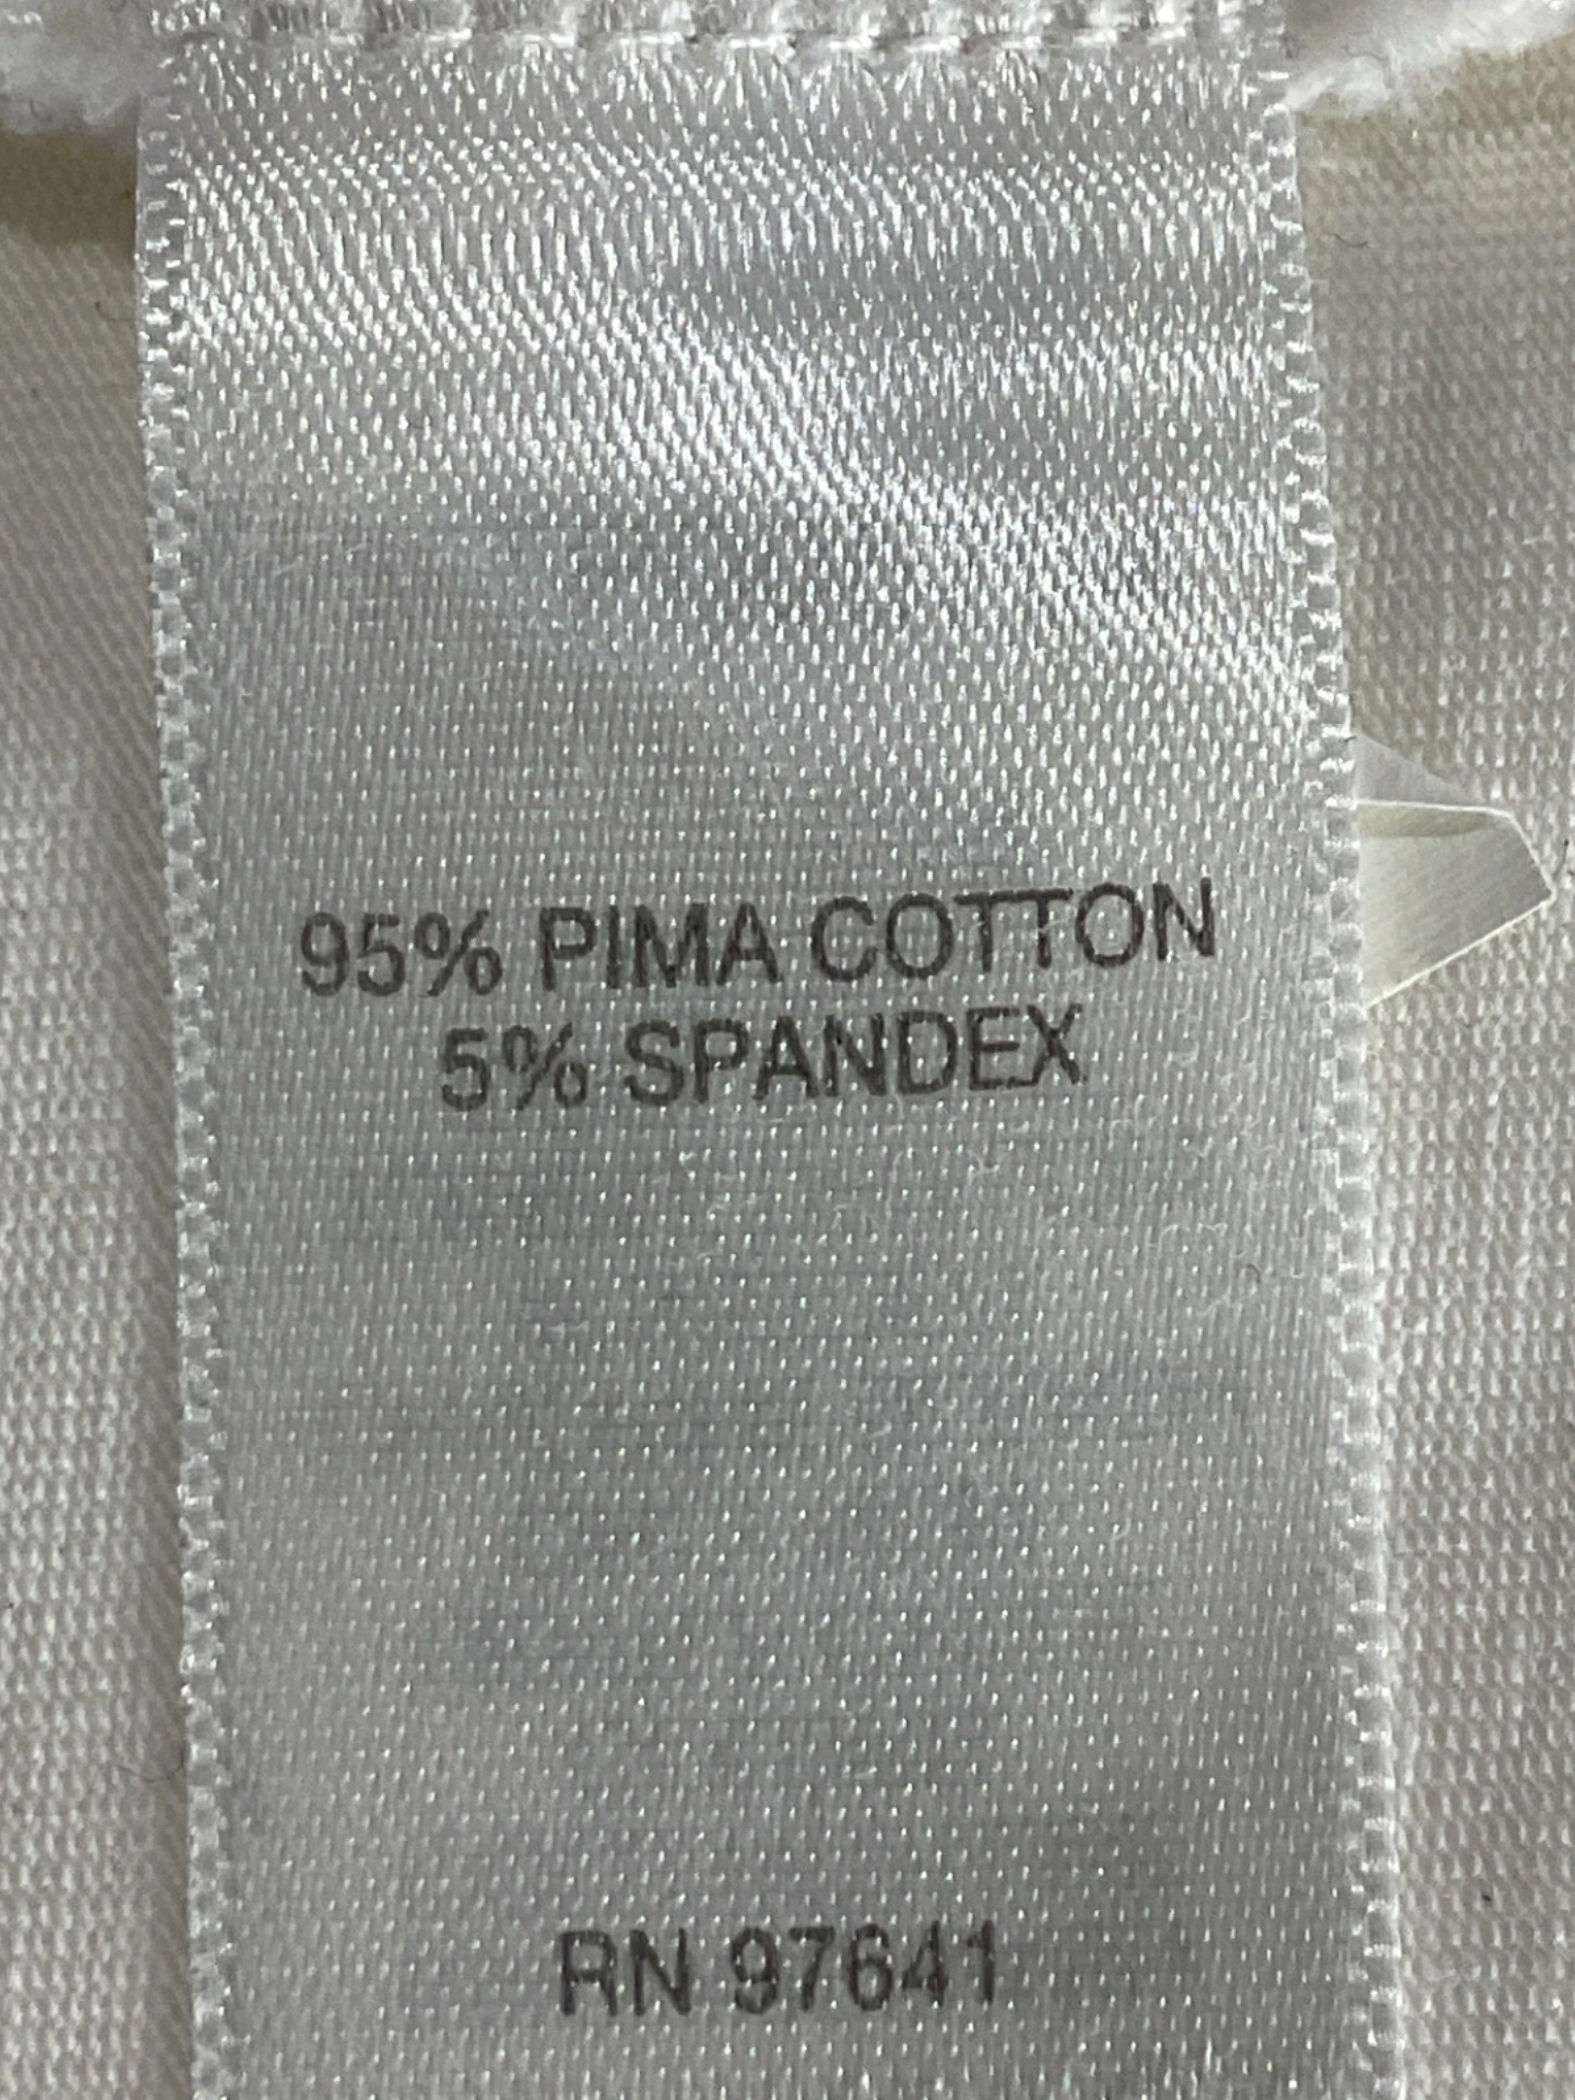 95% PIMA COTTON
5% SPANDEX
RN 97641